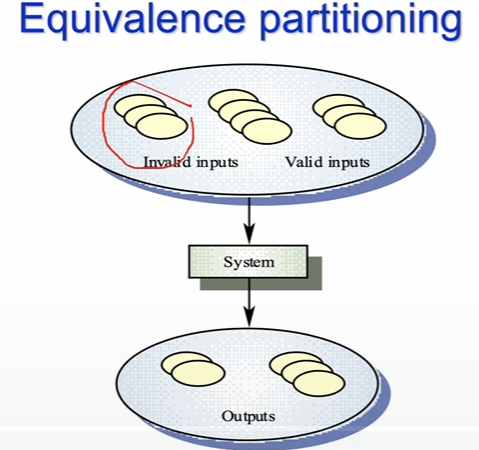 Equivalence partitioning
Invalid inputs
Valid inputs
System
Outputs